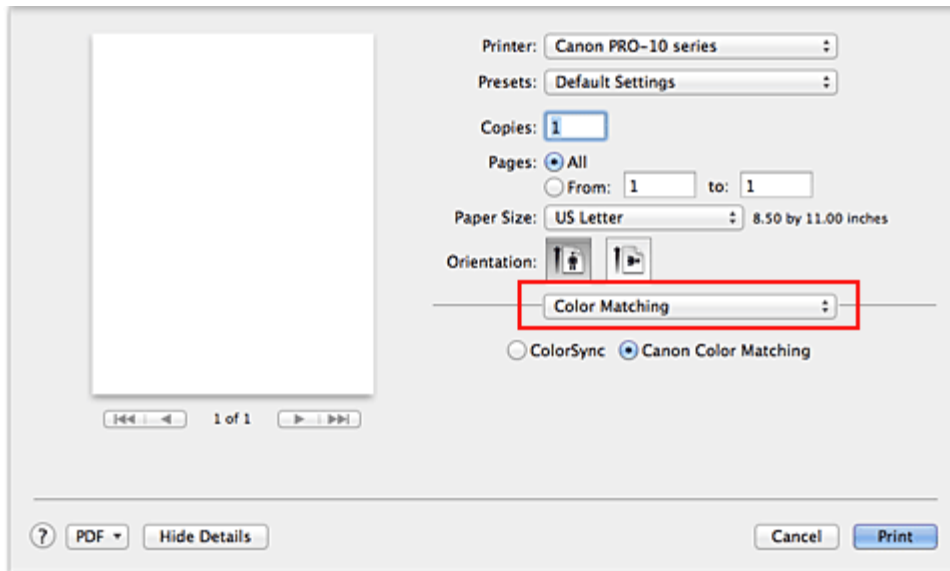 Printer: Canon PRO-10 series
Presets: Default Settings
Copies: 1
Pages: All
From: 1 to: 1
Paper Size: US Letter 8.50 by 11.00 inches
Orientation:
Color Matching
ColorSync Canon Color Matching
1 of 1
? PDF Hide Details Cancel Print